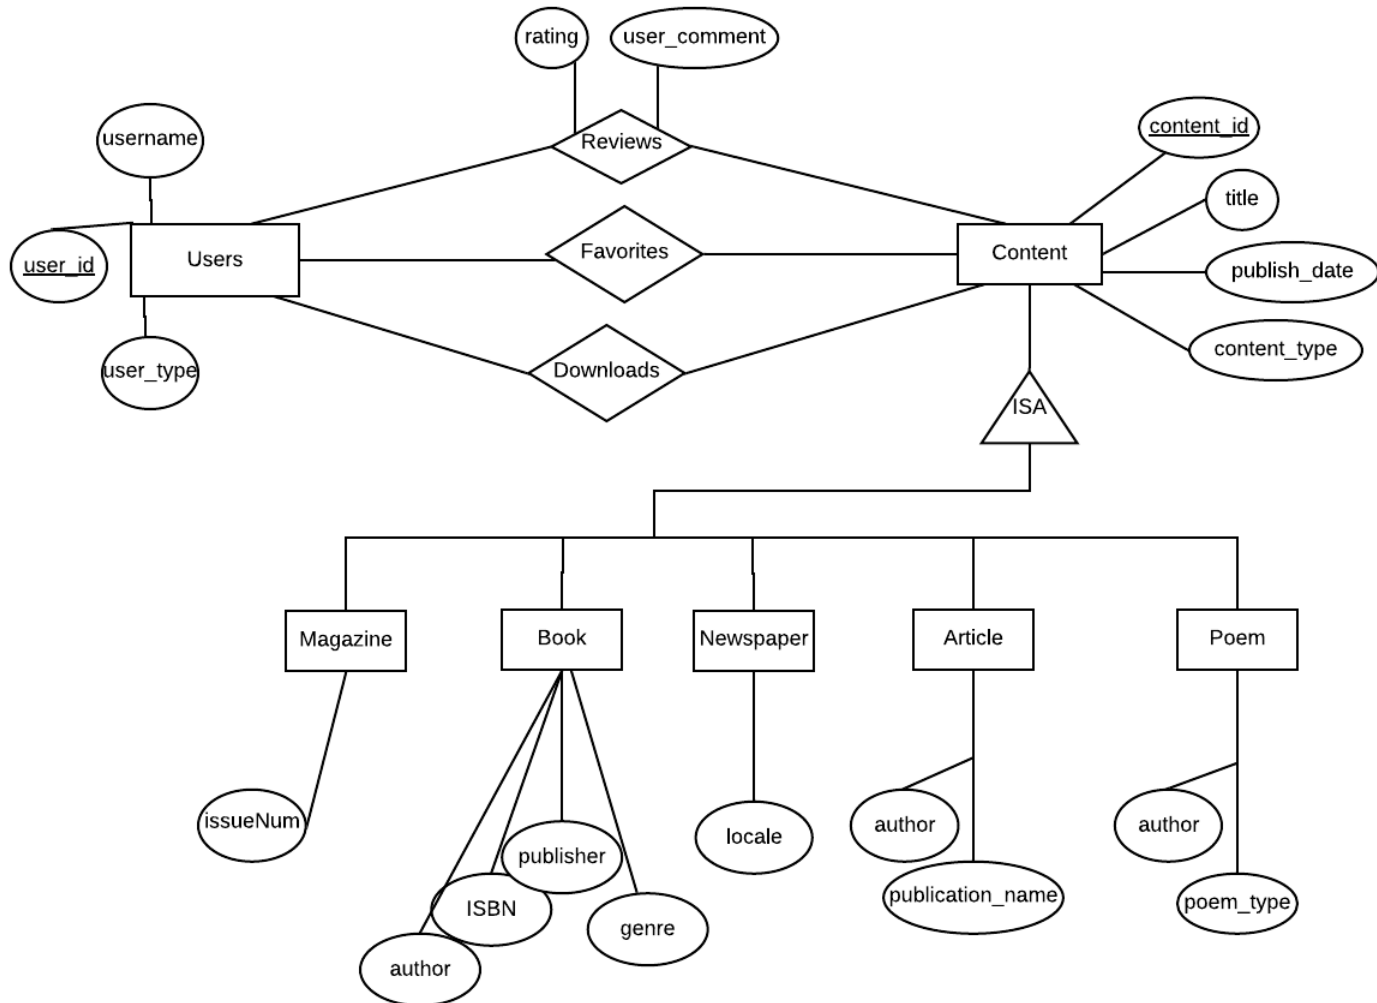 rating
user_comment
username
Reviews
content_id
title
user_id
Users
Favorites
Content
publish_date
user_type
Downloads
content_type
ISA
Magazine
Book
Newspaper
Article
Poem
issueNum
publisher
locale
author
author
ISBN
publication_name
poem_type
genre
author